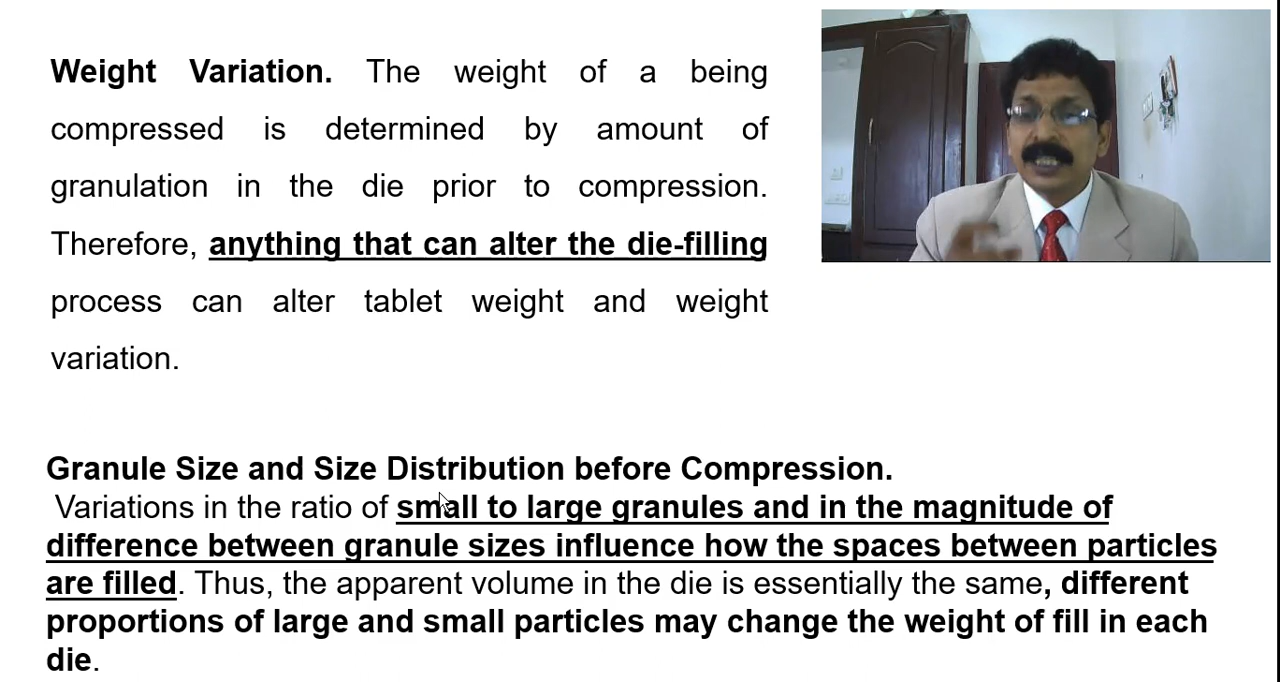 Weight Variation. The weight of a being
compressed is determined by amount of
granulation in the die prior to compression.
Therefore, anything that can alter the die-filling
process can alter tablet weight and weight
variation.
Granule Size and Size Distribution before Compression.
Variations in the ratio of small to large granules and in the magnitude of
difference between granule sizes influence how the spaces between particles
are filled. Thus, the apparent volume in the die is essentially the same, different
proportions of large and small particles may change the weight of fill in each
die.